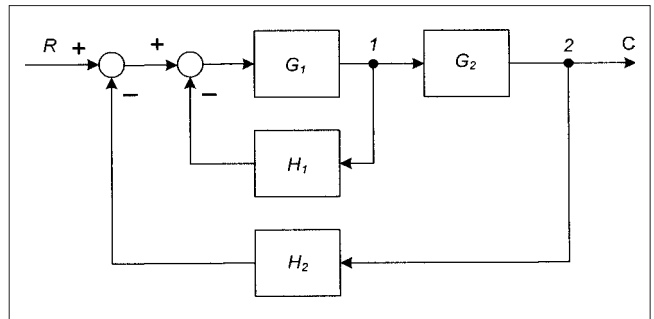 R + + G₁ 1 G₂ 2 C
− −
H₁
H₂